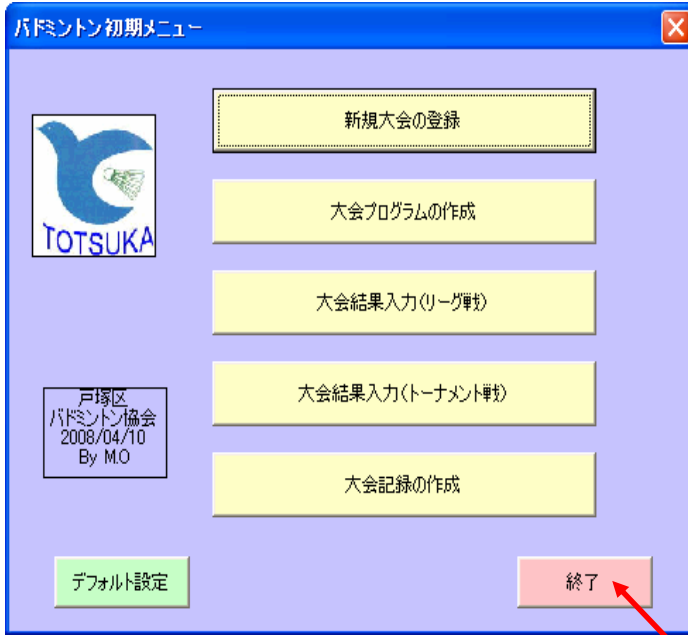 バドミントン初期メニュー
新規大会の登録
大会プログラムの作成
大会結果入力(リーグ戦)
大会結果入力(トーナメント戦)
大会記録の作成
TOTSUKA
戸塚区
バドミントン協会
2008/04/10
By M.O
デフォルト設定
終了